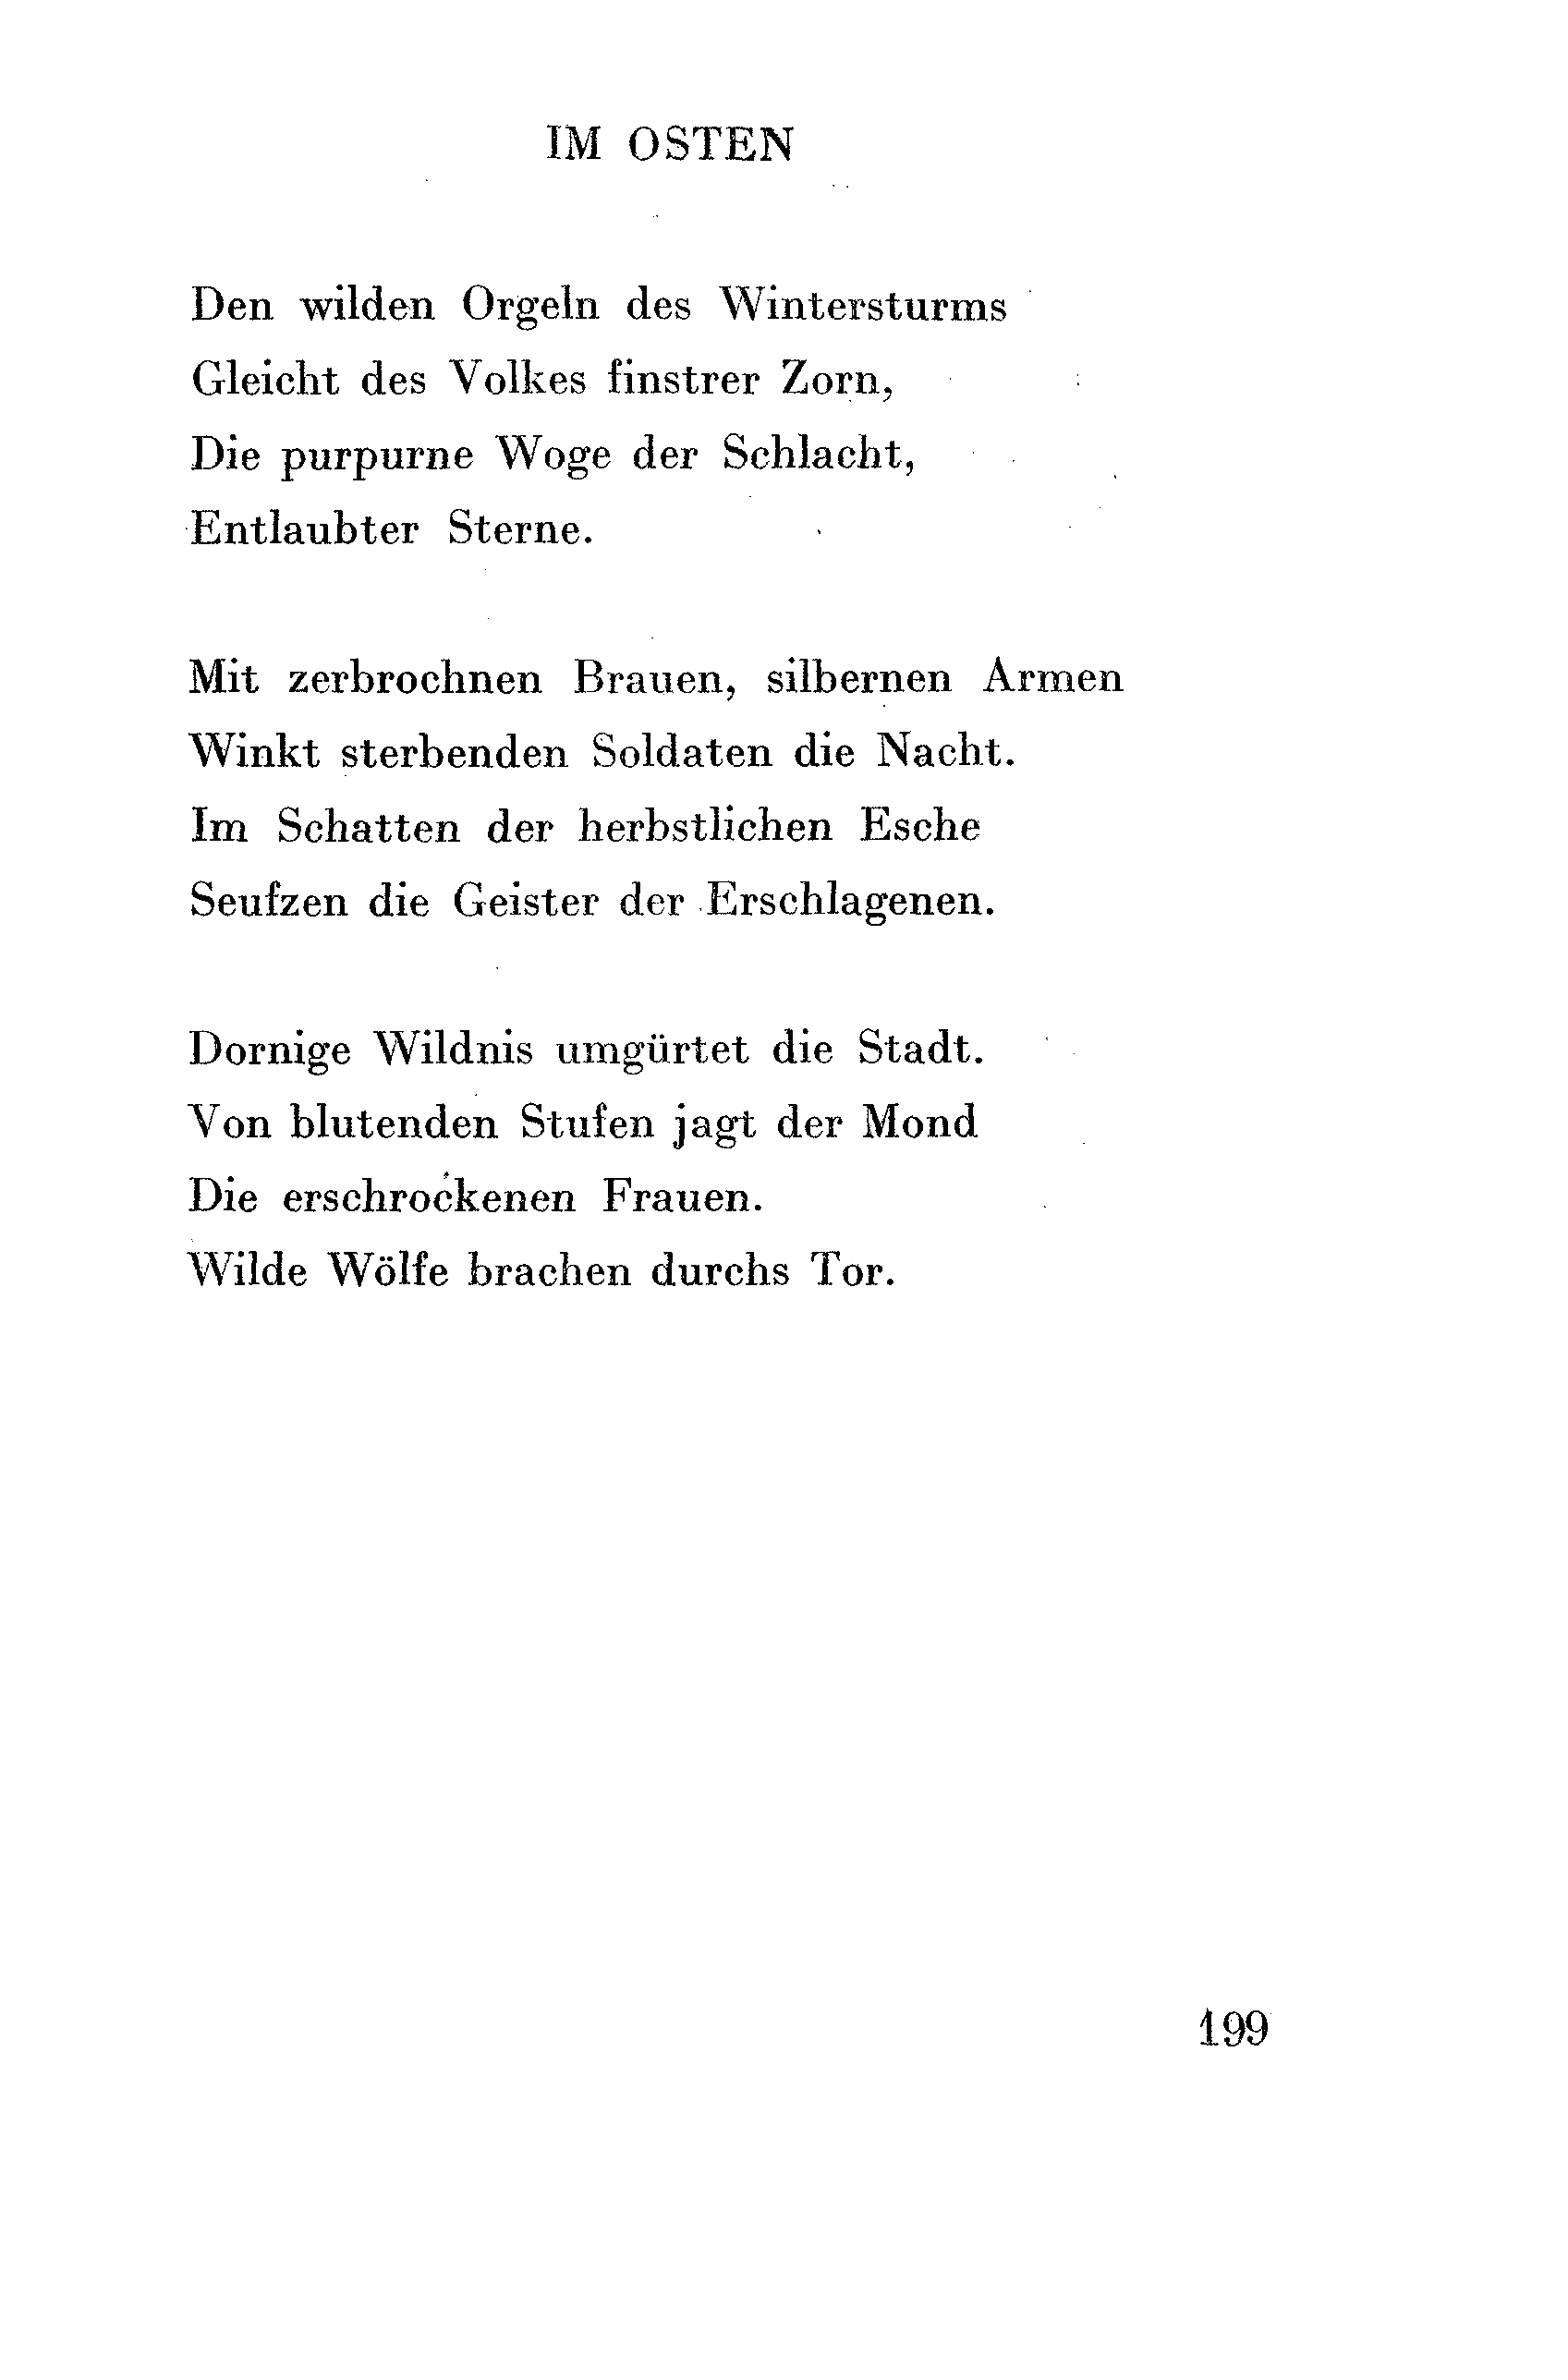 IM OSTEN
Den wilden Orgeln des Wintersturms
Gleicht des Volkes finstrer Zorn,
Die purpurne Woge der Schlacht,
Entlaubter Sterne.
Mit zerbrochnen Brauen, silbernen Armen
Winkt sterbenden Soldaten die Nacht.
Im Schatten der herbstlichen Esche
Seufzen die Geister der Erschlagenen.
Dornige Wildnis umgürtet die Stadt.
Von blutenden Stufen jagt der Mond
Die erschrockenen Frauen.
Wilde Wölfe brachen durchs Tor.
199